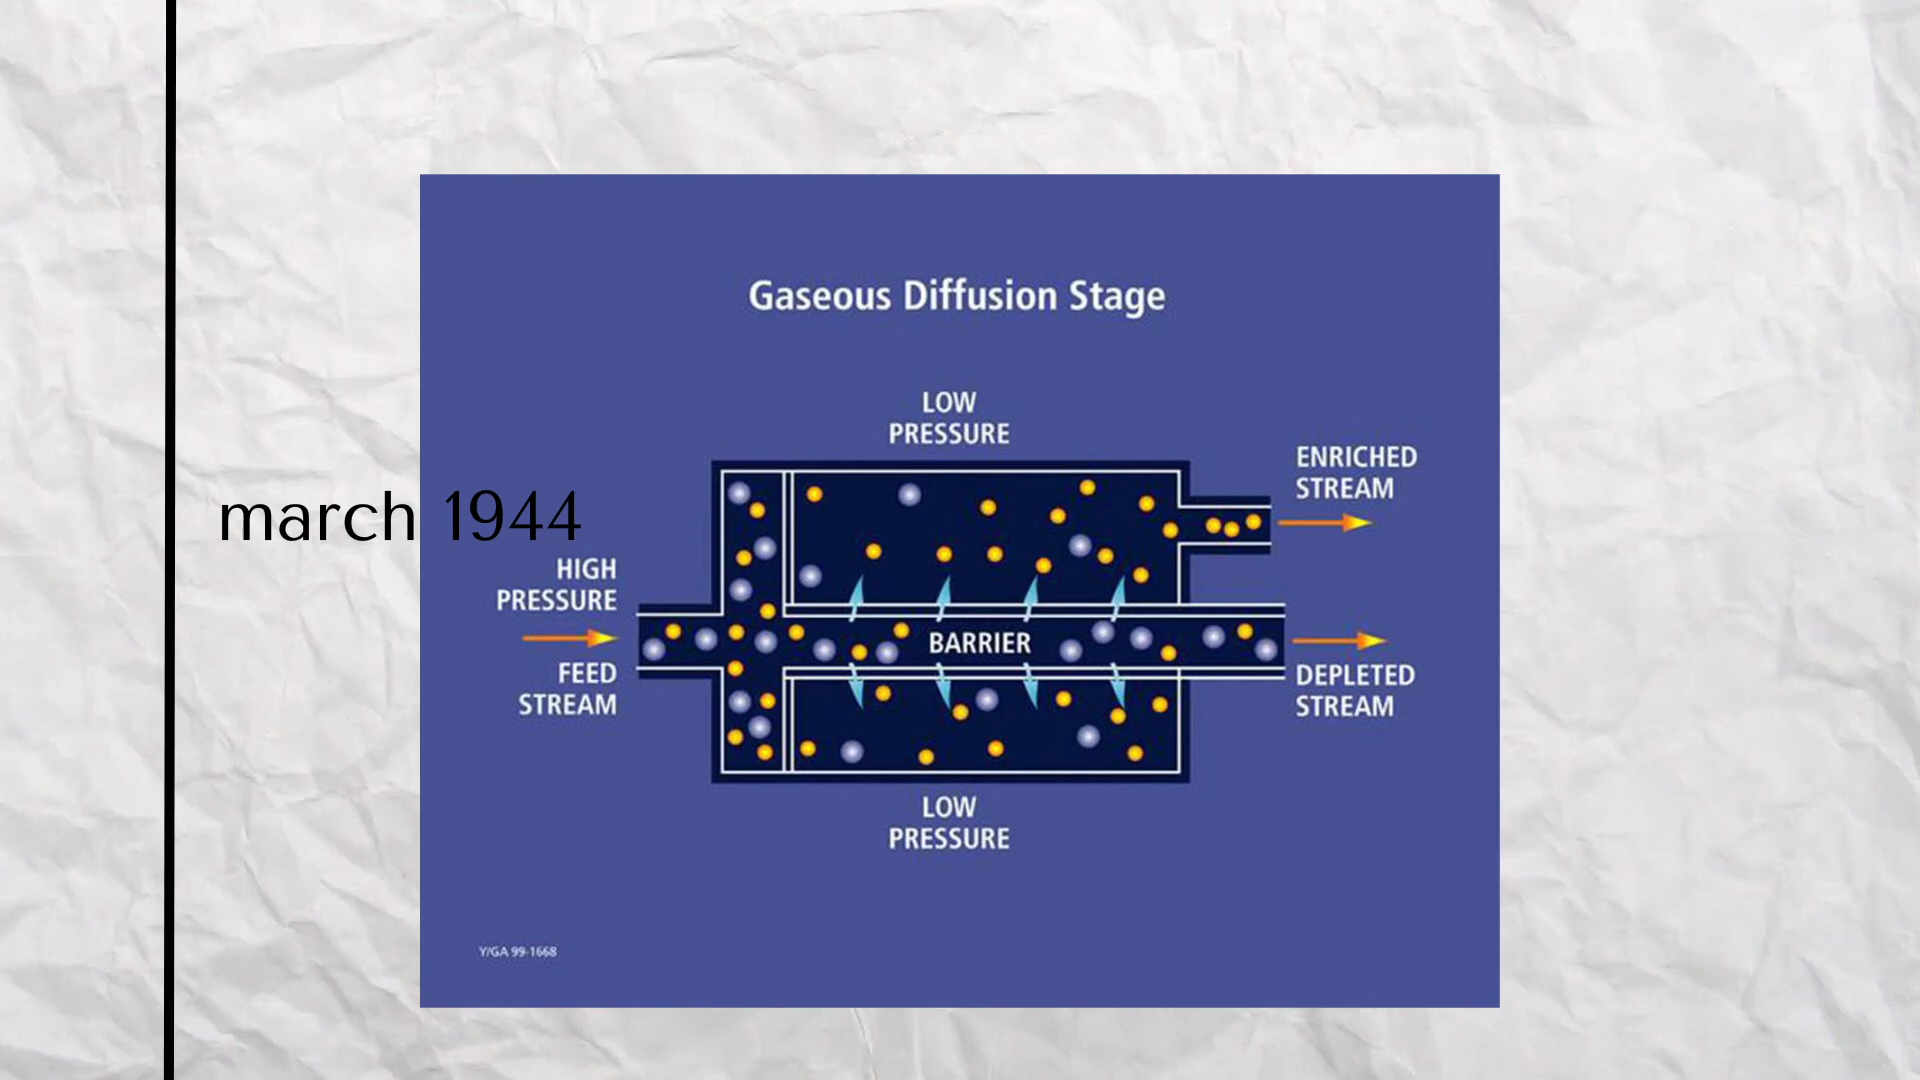 Gaseous Diffusion Stage
LOW
PRESSURE
ENRICHED
STREAM
march 1944
HIGH
PRESSURE
FEED
STREAM
BARRIER
DEPLETED
STREAM
LOW
PRESSURE
Y/GA 99-1668